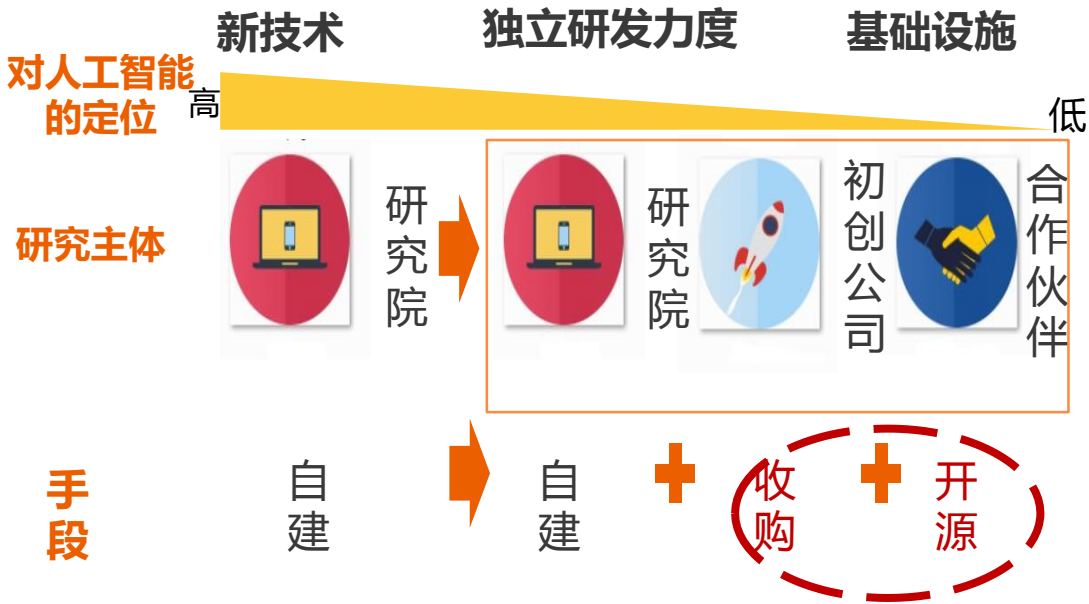 新技术
独立研发力度
基础设施
对人工智能
的定位
高
低
研究主体
研究院
研究院
初创公司
合作伙伴
手段
自建
自建
收购
开源